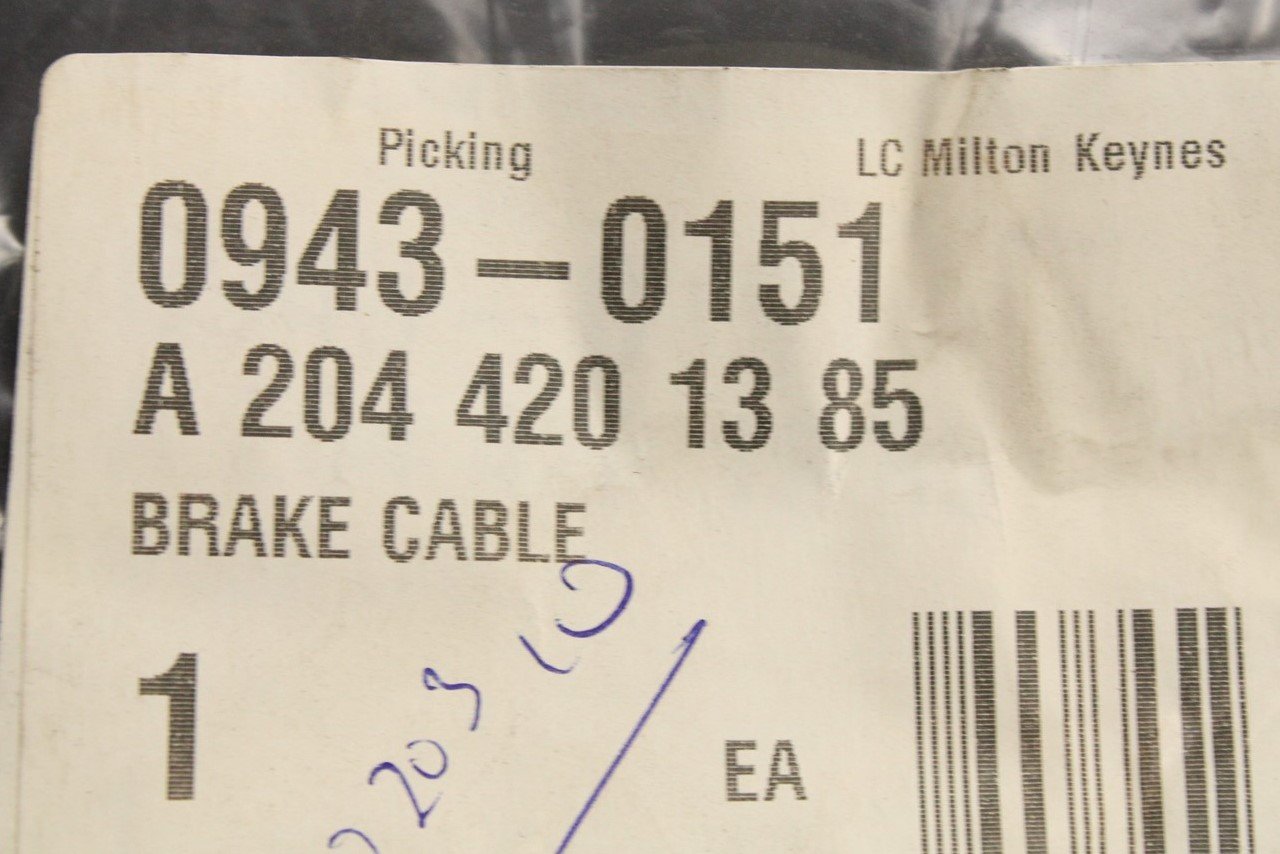 Picking
LC Milton Keynes
0943-0151
A 204 420 13 85
BRAKE CABLE
1
EA